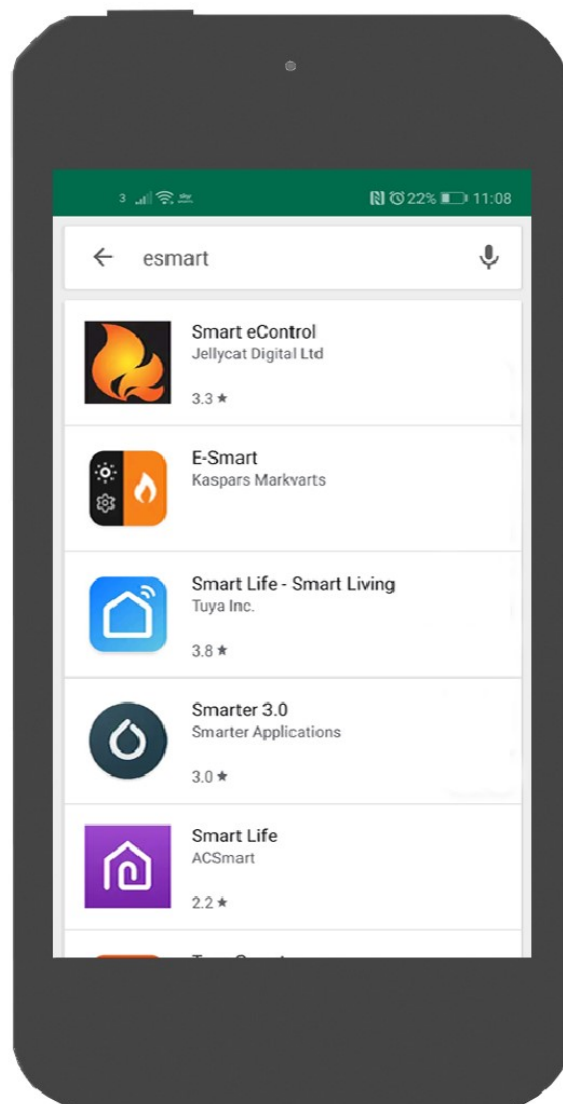 3
22% 11:08
esmart
Smart eControl
Jellycat Digital Ltd
3.3 ★
E-Smart
Kaspars Markvarts
Smart Life - Smart Living
Tuya Inc.
3.8 ★
Smarter 3.0
Smarter Applications
3.0 ★
Smart Life
ACSmart
2.2 ★